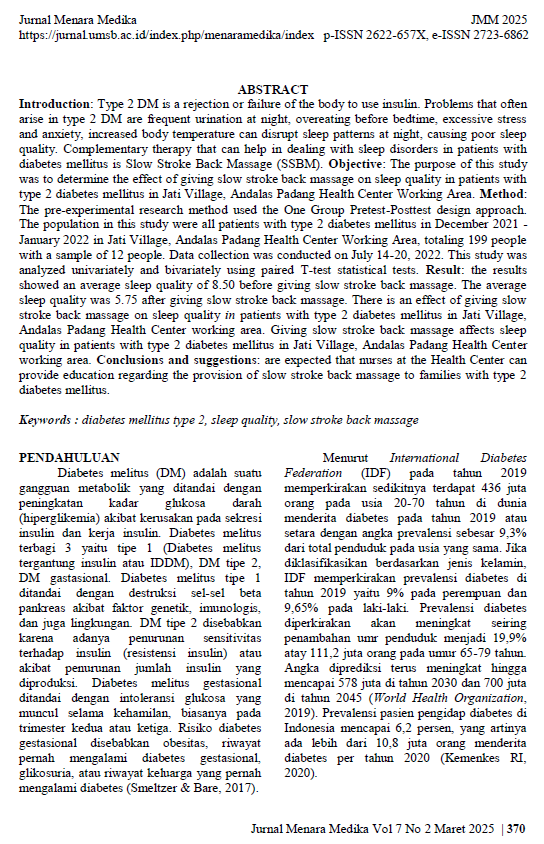 Jurnal Menara Medika JMM 2025
https://jurnal.umsb.ac.id/index.php/menaramedika/index p-ISSN 2622-657X, e-ISSN 2723-6862
ABSTRACT
Introduction: Type 2 DM is a rejection or failure of the body to use insulin. Problems that often
arise in type 2 DM are frequent urination at night, overeating before bedtime, excessive stress
and anxiety, increased body temperature can disrupt sleep patterns at night, causing poor sleep
quality. Complementary therapy that can help in dealing with sleep disorders in patients with
diabetes mellitus is Slow Stroke Back Massage (SSBM). Objective: The purpose of this study
was to determine the effect of giving slow stroke back massage on sleep quality in patients with
type 2 diabetes mellitus in Jati Village, Andalas Padang Health Center Working Area. Method:
The pre-experimental research method used the One Group Pretest-Posttest design approach.
The population in this study were all patients with type 2 diabetes mellitus in December 2021 -
January 2022 in Jati Village, Andalas Padang Health Center Working Area, totaling 199 people
with a sample of 12 people. Data collection was conducted on July 14-20, 2022. This study was
analyzed univariately and bivariately using paired T-test statistical tests. Result: the results
showed an average sleep quality of 8.50 before giving slow stroke back massage. The average
sleep quality was 5.75 after giving slow stroke back massage. There is an effect of giving slow
stroke back massage on sleep quality in patients with type 2 diabetes mellitus in Jati Village,
Andalas Padang Health Center working area. Giving slow stroke back massage affects sleep
quality in patients with type 2 diabetes mellitus in Jati Village, Andalas Padang Health Center
working area. Conclusions and suggestions: are expected that nurses at the Health Center can
provide education regarding the provision of slow stroke back massage to families with type 2
diabetes mellitus.
Keywords : diabetes mellitus type 2, sleep quality, slow stroke back massage
PENDAHULUAN
Diabetes melitus (DM) adalah suatu
gangguan metabolik yang ditandai dengan
peningkatan kadar glukosa darah
(hiperglikemia) akibat kerusakan pada sekresi
insulin dan kerja insulin. Diabetes melitus
terbagi 3 yaitu tipe 1 (Diabetes melitus
tergantung insulin atau IDDM), DM tipe 2,
DM gastasional. Diabetes melitus tipe 1
ditandai dengan destruksi sel-sel beta
pankreas akibat faktor genetik, imunologis,
dan juga lingkungan. DM tipe 2 disebabkan
karena adanya penurunan sensitivitas
terhadap insulin (resistensi insulin) atau
akibat penurunan jumlah insulin yang
diproduksi. Diabetes melitus gestasional
ditandai dengan intoleransi glukosa yang
muncul selama kehamilan, biasanya pada
trimester kedua atau ketiga. Risiko diabetes
gestasional disebabkan obesitas, riwayat
pernah mengalami diabetes gestasional,
glikosuria, atau riwayat keluarga yang pernah
mengalami diabetes (Smeltzer & Bare, 2017).
Menurut International Diabetes
Federation (IDF) pada tahun 2019
memperkirakan sedikitnya terdapat 436 juta
orang pada usia 20-70 tahun di dunia
menderita diabetes pada tahun 2019 atau
setara dengan angka prevalensi sebesar 9,3%
dari total penduduk pada usia yang sama. Jika
diklasifikasikan berdasarkan jenis kelamin,
IDF memperkirakan prevalensi diabetes di
tahun 2019 yaitu 9% pada perempuan dan
9,65% pada laki-laki. Prevalensi diabetes
diperkirakan akan meningkat seiring
penambahan umr penduduk menjadi 19,9%
atay 111,2 juta orang pada umur 65-79 tahun.
Angka diprediksi terus meningkat hingga
mencapai 578 juta di tahun 2030 dan 700 juta
di tahun 2045 (World Health Organization,
2019). Prevalensi pasien pengidap diabetes di
Indonesia mencapai 6,2 persen, yang artinya
ada lebih dari 10,8 juta orang menderita
diabetes per tahun 2020 (Kemenkes RI,
2020).
Jurnal Menara Medika Vol 7 No 2 Maret 2025 | 370